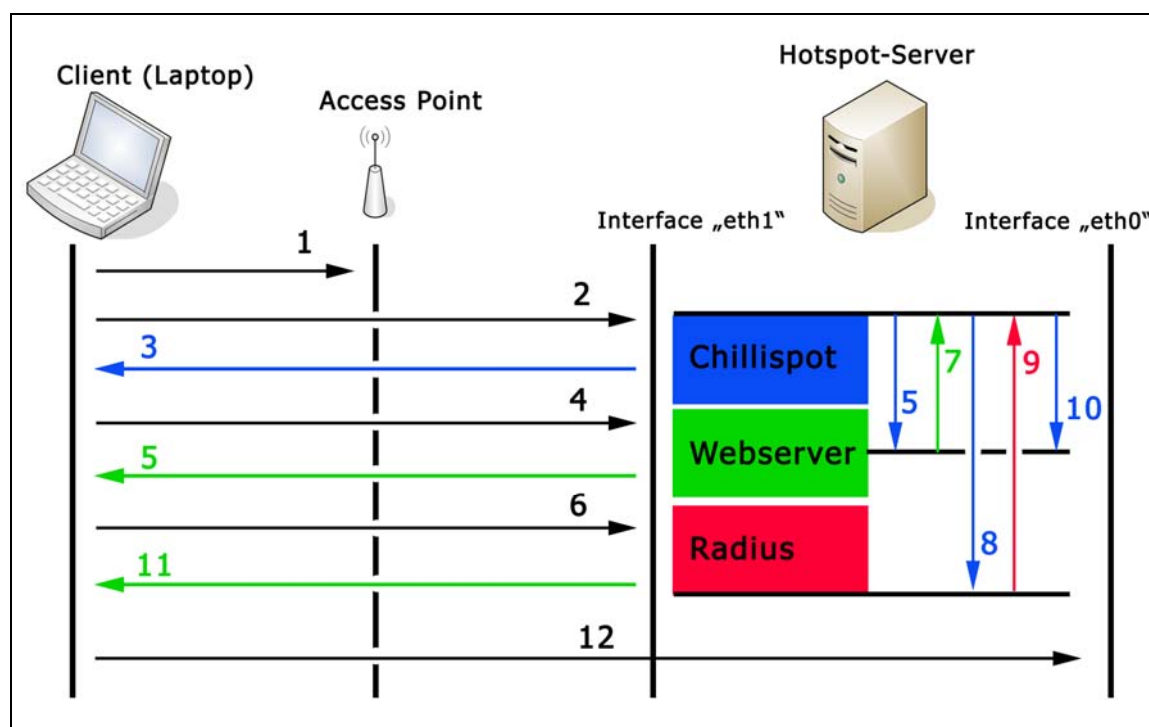 Client (Laptop)
Access Point
Hotspot-Server
Interface „eth1“
Interface „eth0“
1
2
3
4
5
6
11
12
Chillispot
Webserver
Radius
5
7
8
9
10